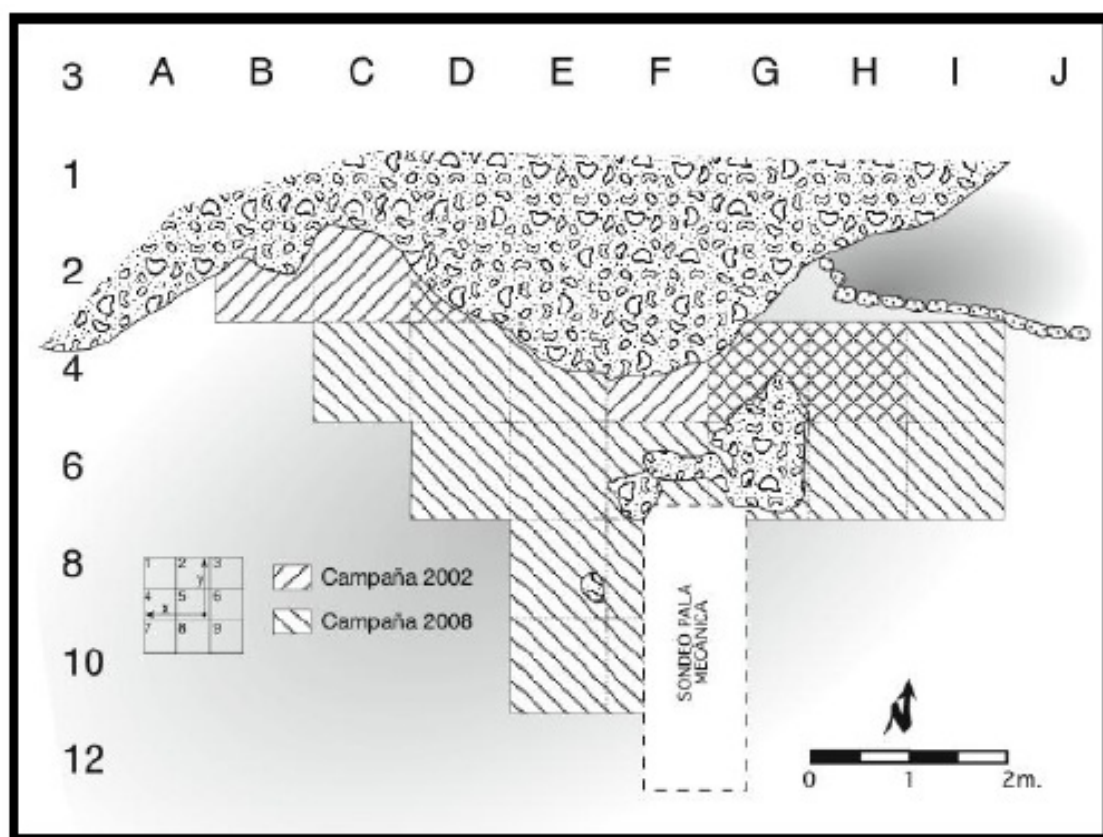 3 A B C D E F G H I J
1
2
4
6
8
10
12
1 2 3
y
4 5 6
x
7 8 9
Campaña 2002
Campaña 2008
SONDEO PALA
MECÁNICA
N
0 1 2m.